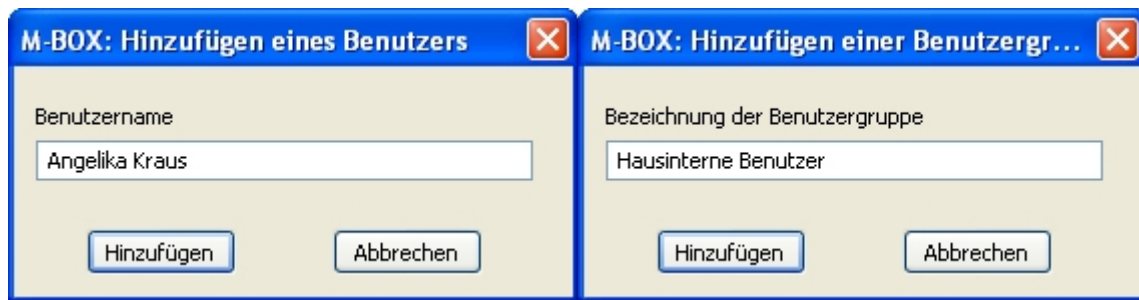 M-BOX: Hinzufügen eines Benutzers
Benutzername
Angelika Kraus
Hinzufügen Abbrechen
M-BOX: Hinzufügen einer Benutzergr...
Bezeichnung der Benutzergruppe
Hausinterne Benutzer
Hinzufügen Abbrechen